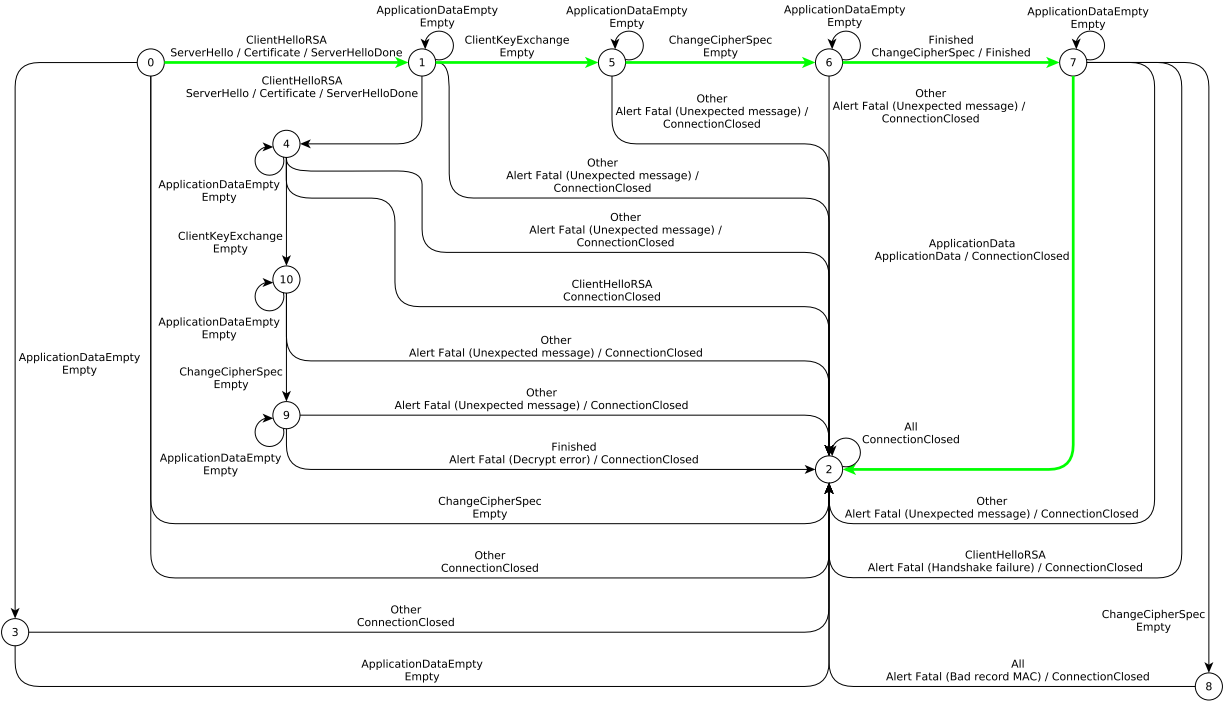 ApplicationDataEmpty
Empty
ApplicationDataEmpty
Empty
ApplicationDataEmpty
Empty
ApplicationDataEmpty
Empty
ClientHelloRSA
ServerHello / Certificate / ServerHelloDone
ClientKeyExchange
Empty
ChangeCipherSpec
Empty
Finished
ChangeCipherSpec / Finished
0
1
5
6
7
ClientHelloRSA
ServerHello / Certificate / ServerHelloDone
Other
Alert Fatal (Unexpected message) /
ConnectionClosed
Other
Alert Fatal (Unexpected message) /
ConnectionClosed
4
ApplicationDataEmpty
Empty
Other
Alert Fatal (Unexpected message) /
ConnectionClosed
Other
Alert Fatal (Unexpected message) /
ConnectionClosed
ClientKeyExchange
Empty
ApplicationData
ApplicationData / ConnectionClosed
10
ClientHelloRSA
ConnectionClosed
ApplicationDataEmpty
Empty
Other
Alert Fatal (Unexpected message) / ConnectionClosed
ApplicationDataEmpty
Empty
ChangeCipherSpec
Empty
Other
Alert Fatal (Unexpected message) / ConnectionClosed
9
All
ConnectionClosed
ApplicationDataEmpty
Empty
Finished
Alert Fatal (Decrypt error) / ConnectionClosed
2
ChangeCipherSpec
Empty
Other
Alert Fatal (Unexpected message) / ConnectionClosed
Other
ConnectionClosed
ClientHelloRSA
Alert Fatal (Handshake failure) / ConnectionClosed
3
Other
ConnectionClosed
ChangeCipherSpec
Empty
ApplicationDataEmpty
Empty
All
Alert Fatal (Bad record MAC) / ConnectionClosed
8